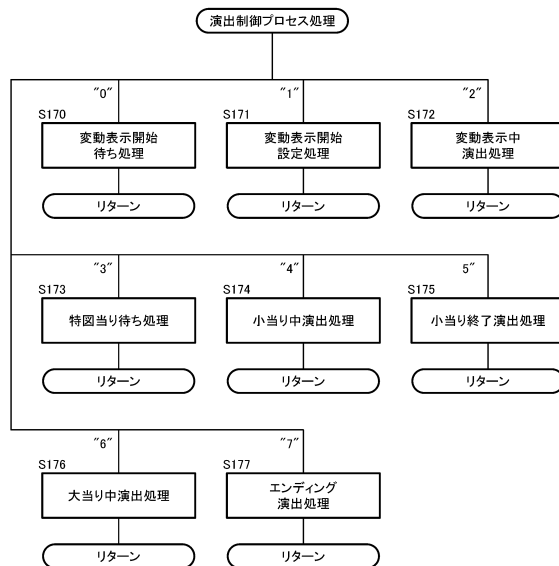 演出制御プロセス処理
"0"
"1"
"2"
S170
S171
S172
変動表示開始
待ち処理
変動表示開始
設定処理
変動表示中
演出処理
リターン
リターン
リターン
"3"
"4"
5"
S173
S174
S175
特図当り待ち処理
小当り中演出処理
小当り終了演出処理
リターン
リターン
リターン
"6"
"7"
S176
S177
大当り中演出処理
エンディング
演出処理
リターン
リターン